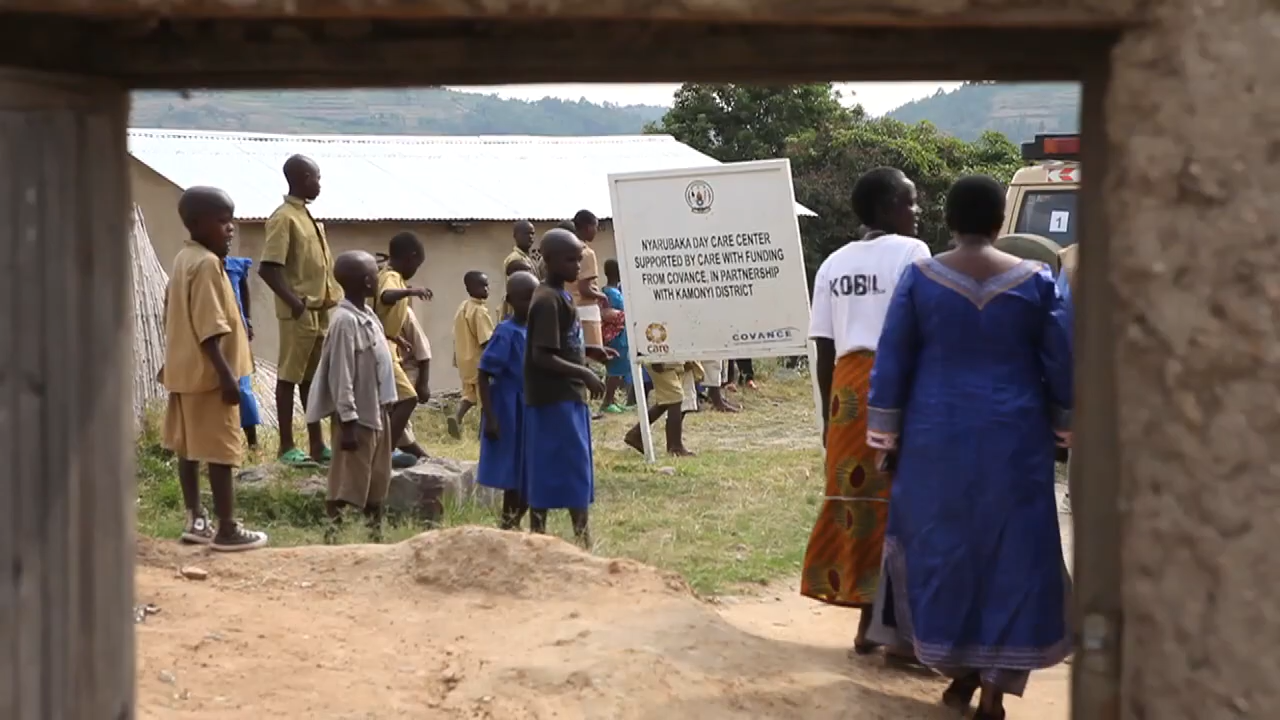 NYARUBAKA DAY CARE CENTER
SUPPORTED BY CARE WITH FUNDING
FROM COVANCE, IN PARTNERSHIP
WITH KAMONYI DISTRICT
care
COVANCE
KOBIL
1